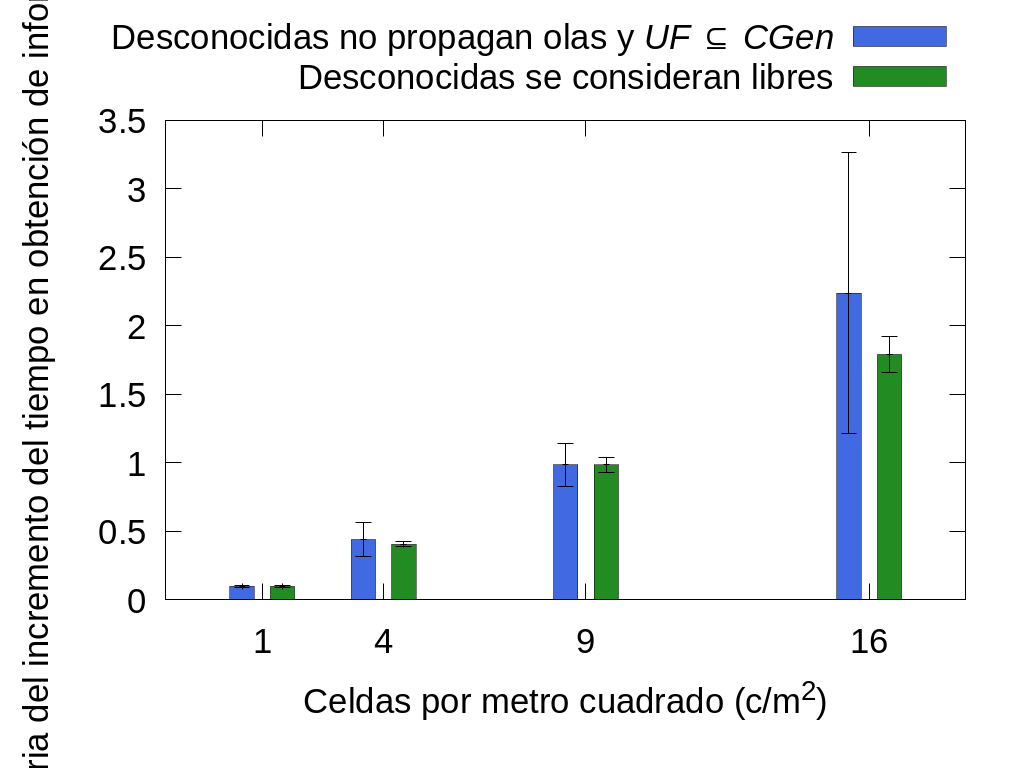 Desconocidas no propagan olas y UF ⊆ CGen
Desconocidas se consideran libres
del incremento del tiempo en obtención de
3.5
3
2.5
2
1.5
1
0.5
0
1 4 9 16
Celdas por metro cuadrado (c/m²)